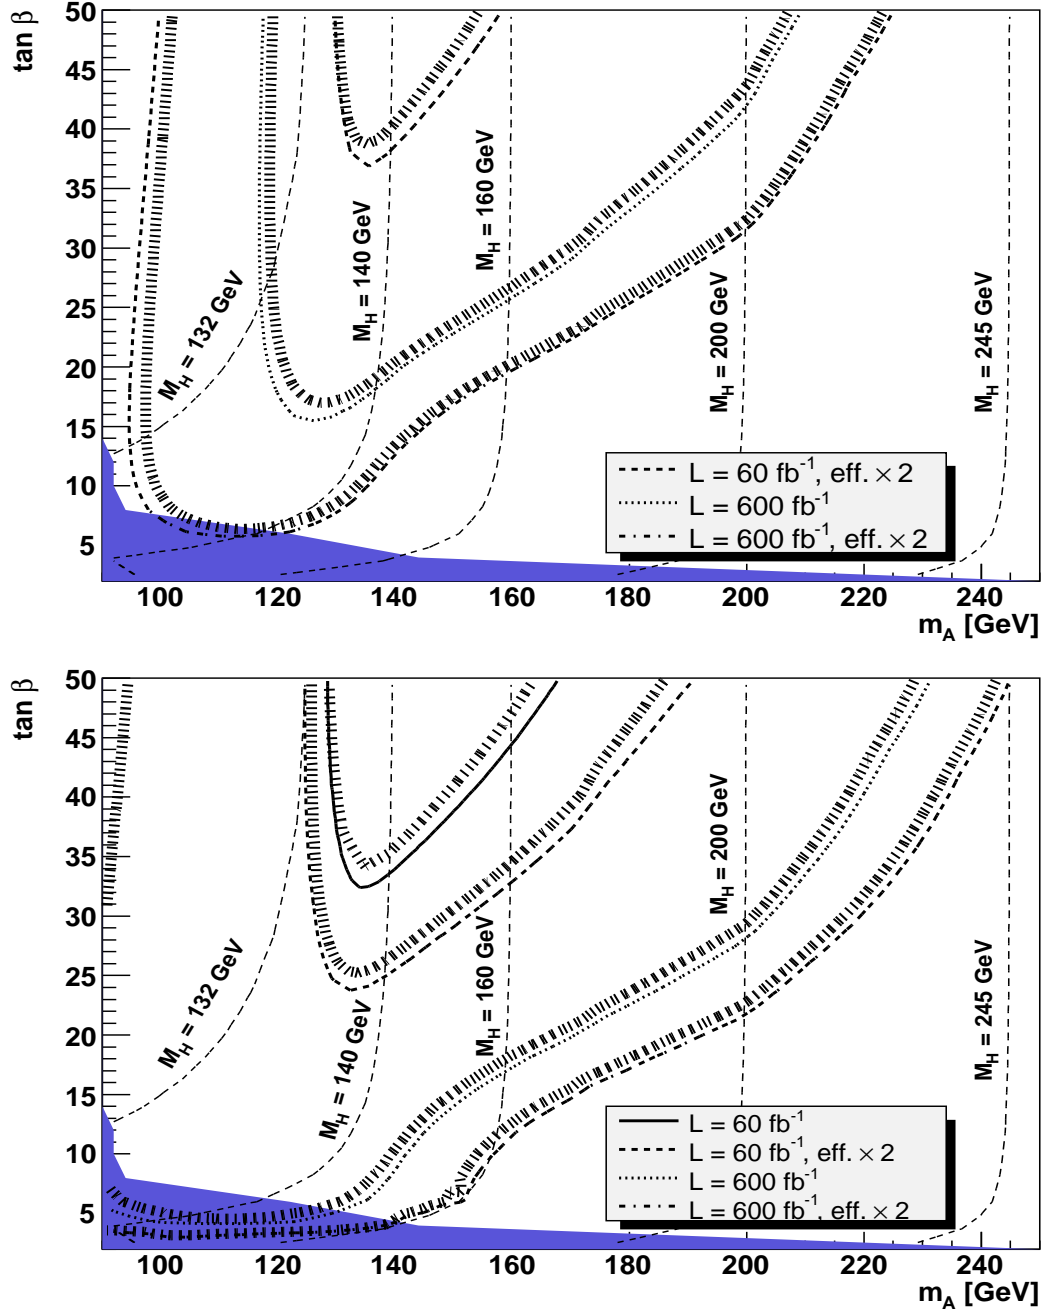 tan β
50
45
40
35
30
25
20
15
10
5
M_H = 132 GeV
M_H = 140 GeV
M_H = 160 GeV
M_H = 200 GeV
M_H = 245 GeV
L = 60 fb⁻¹, eff. × 2
L = 600 fb⁻¹
L = 600 fb⁻¹, eff. × 2
100 120 140 160 180 200 220 240
m_A [GeV]
tan β
50
45
40
35
30
25
20
15
10
5
M_H = 132 GeV
M_H = 140 GeV
M_H = 160 GeV
M_H = 200 GeV
M_H = 245 GeV
L = 60 fb⁻¹
L = 60 fb⁻¹, eff. × 2
L = 600 fb⁻¹
L = 600 fb⁻¹, eff. × 2
100 120 140 160 180 200 220 240
m_A [GeV]